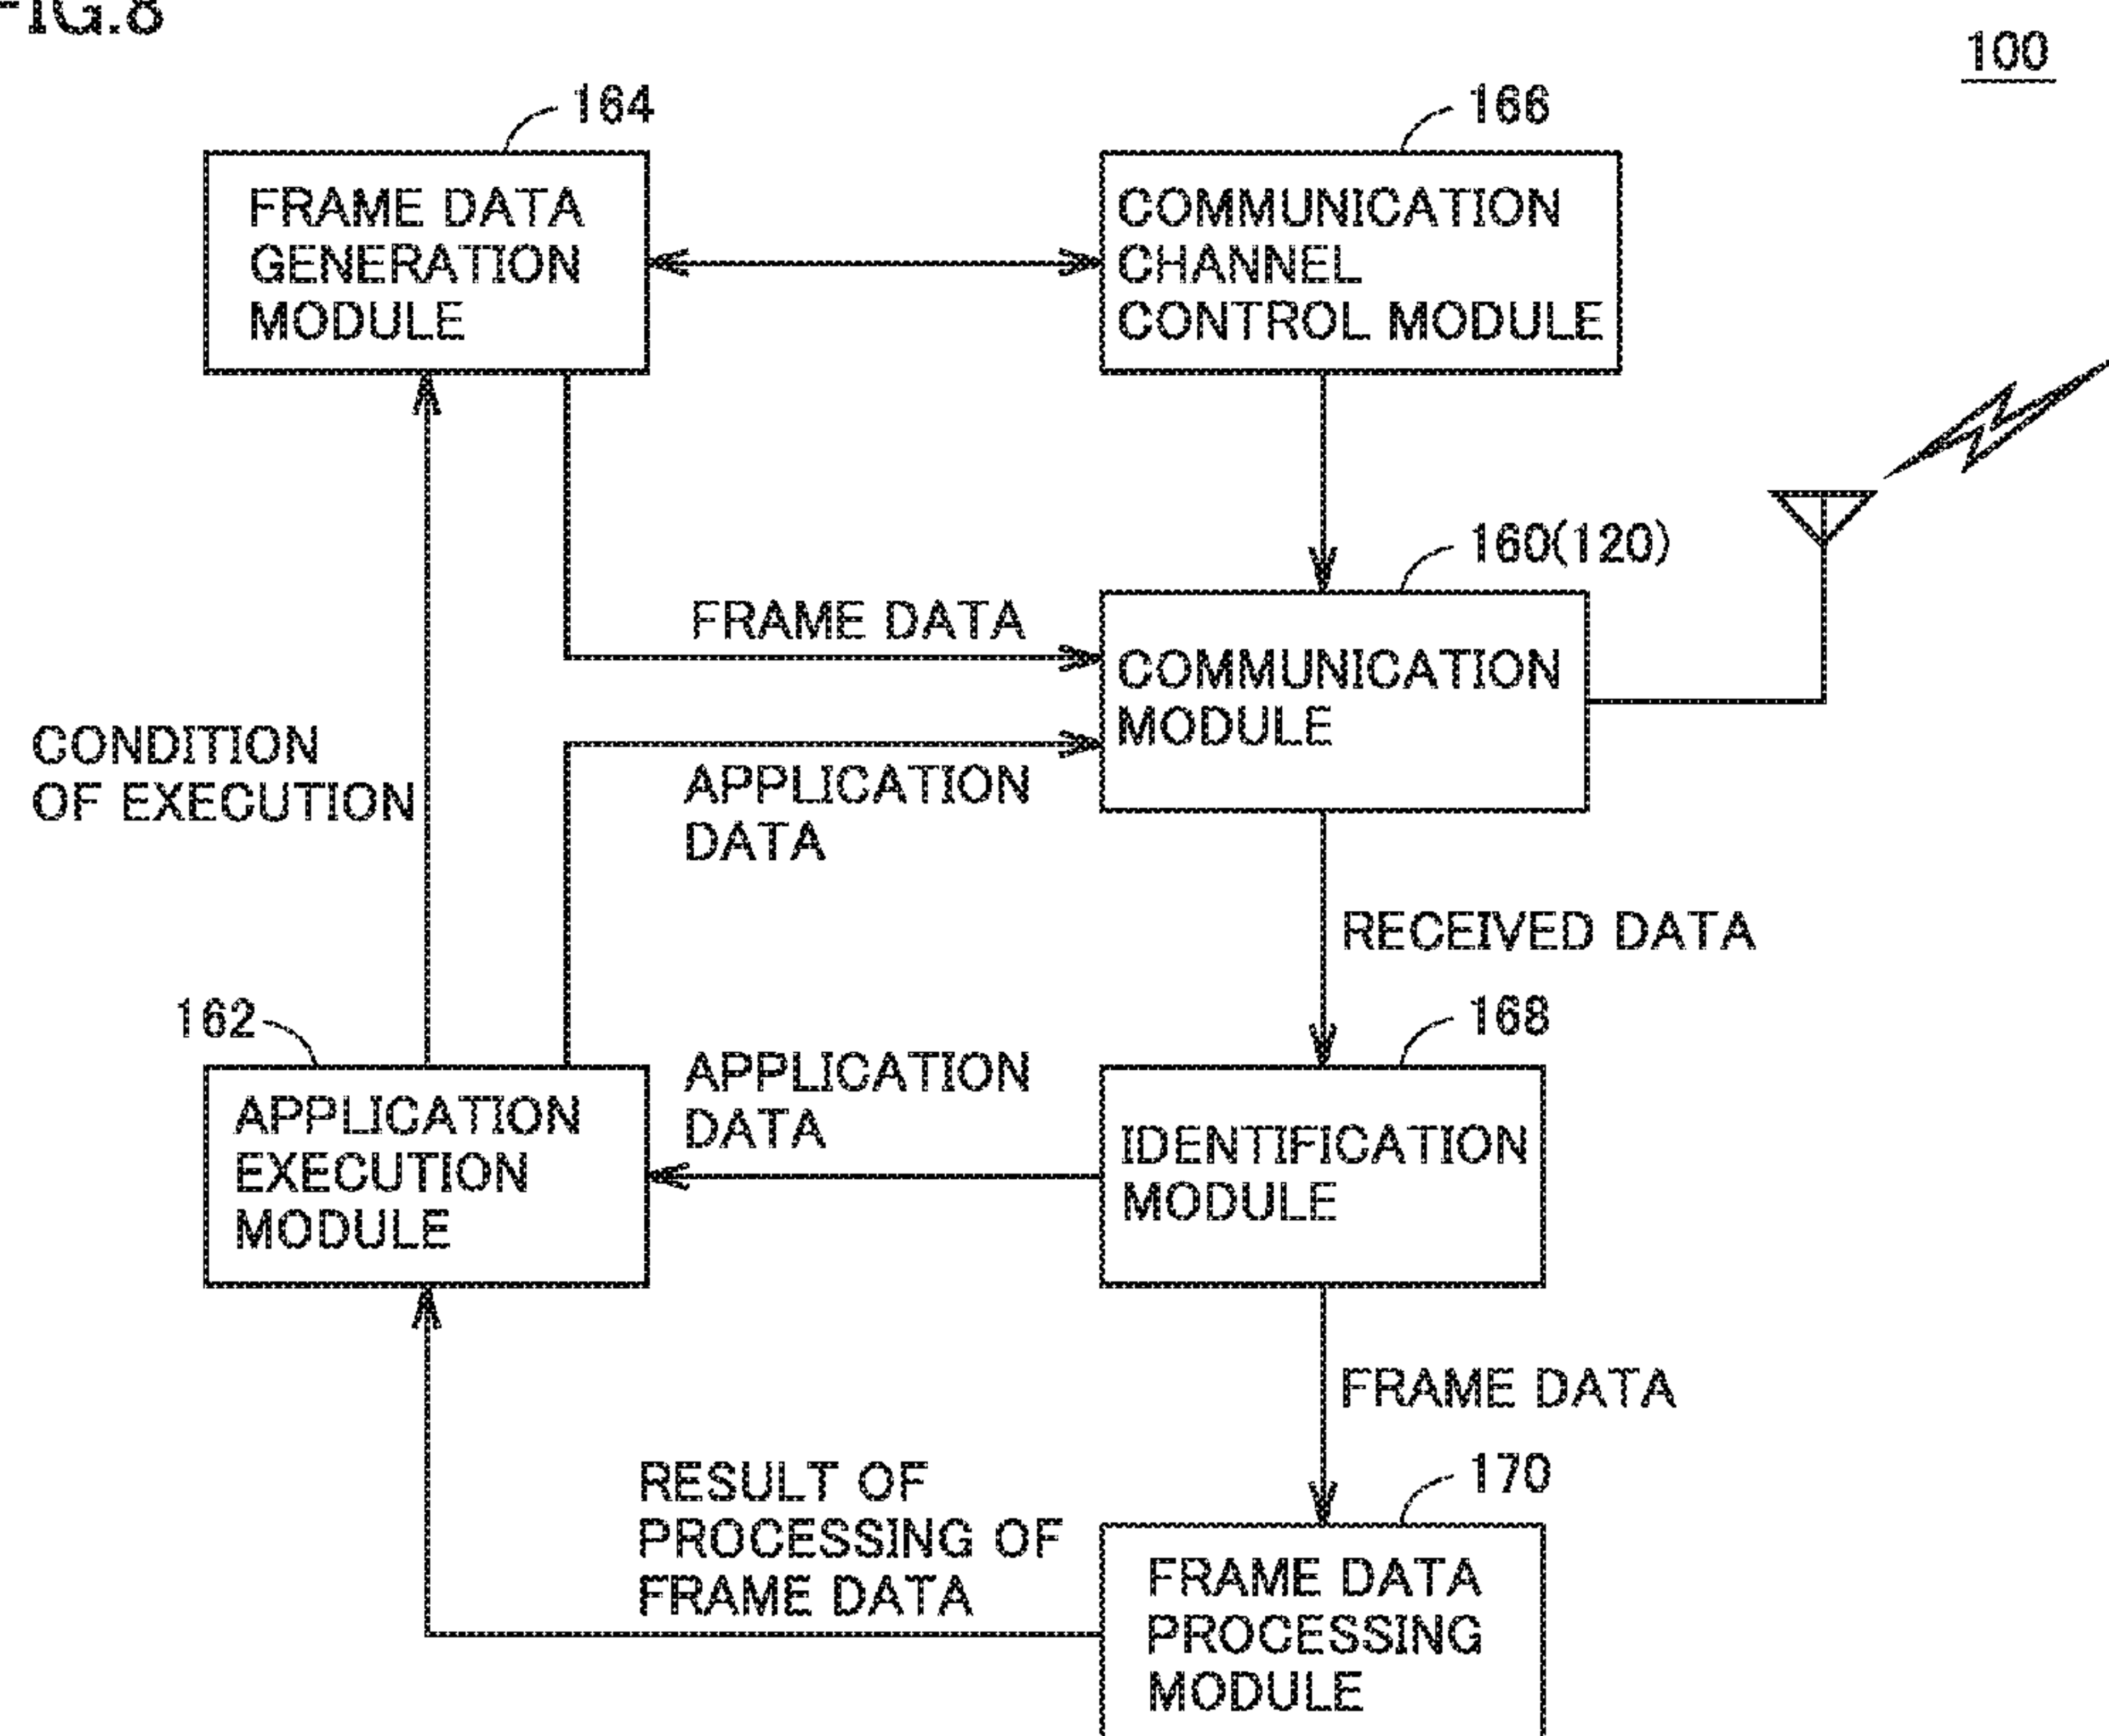 FIG.8
100
164
166
FRAME DATA
GENERATION
MODULE
COMMUNICATION
CHANNEL
CONTROL MODULE
160(120)
FRAME DATA
COMMUNICATION
MODULE
CONDITION
OF EXECUTION
APPLICATION
DATA
RECEIVED DATA
162
168
APPLICATION
EXECUTION
MODULE
APPLICATION
DATA
IDENTIFICATION
MODULE
FRAME DATA
170
RESULT OF
PROCESSING OF
FRAME DATA
FRAME DATA
PROCESSING
MODULE